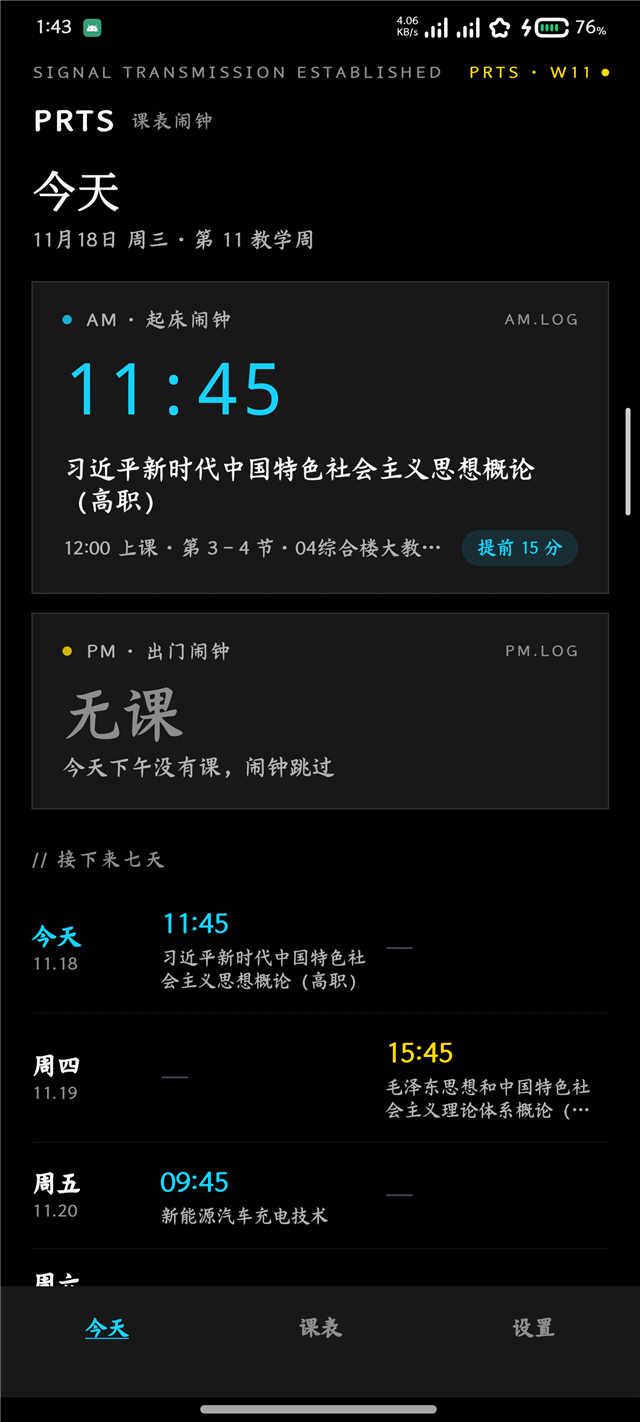 1:43 4.06 KB/s 76%
SIGNAL TRANSMISSION ESTABLISHED PRTS · W11
PRTS 课表闹钟
今天
11月18日 周三 · 第 11 教学周
AM · 起床闹钟 AM.LOG
11:45
习近平新时代中国特色社会主义思想概论
（高职）
12:00 上课 · 第 3–4 节 · 04综合楼大教… 提前 15 分
PM · 出门闹钟 PM.LOG
无课
今天下午没有课，闹钟跳过
// 接下来七天
今天 11:45 —
11.18 习近平新时代中国特色社
会主义思想概论（高职）
周四 — 15:45
11.19 毛泽东思想和中国特色社
会主义理论体系概论（…
周五 09:45 —
11.20 新能源汽车充电技术
周六
今天 课表 设置